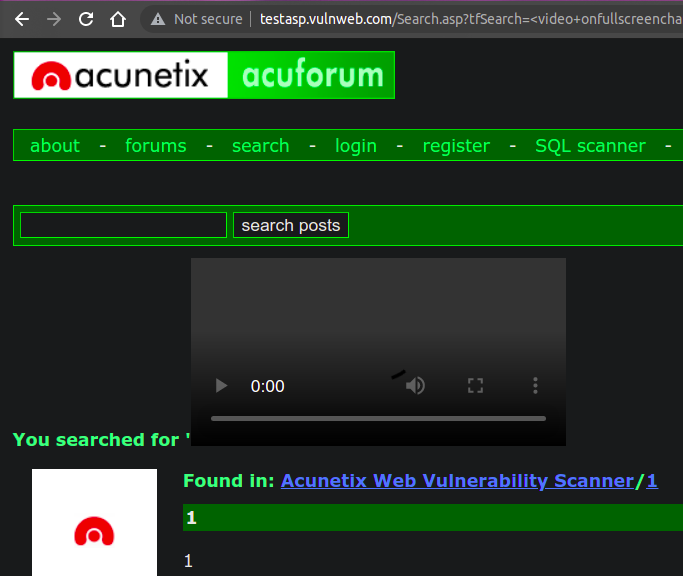 Not secure | testasp.vulnweb.com/Search.asp?tfSearch=<video+onfullscreencha
acunetix acuforum
about - forums - search - login - register - SQL scanner -
search posts
0:00
You searched for '
Found in: Acunetix Web Vulnerability Scanner/1
1
1